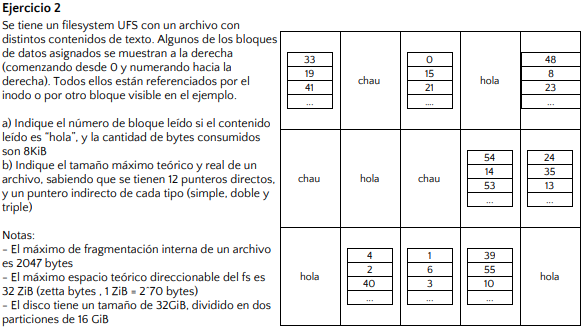 Ejercicio 2
Se tiene un filesystem UFS con un archivo con
distintos contenidos de texto. Algunos de los bloques
de datos asignados se muestran a la derecha
(comenzando desde 0 y numerando hacia la
derecha). Todos ellos están referenciados por el
inodo o por otro bloque visible en el ejemplo.
a) Indique el número de bloque leído si el contenido
leído es "hola", y la cantidad de bytes consumidos
son 8KiB
b) Indique el tamaño máximo teórico y real de un
archivo, sabiendo que se tienen 12 punteros directos,
y un puntero indirecto de cada tipo (simple, doble y
triple)
Notas:
- El máximo de fragmentación interna de un archivo
es 2047 bytes
- El máximo espacio teórico direccionable del fs es
32 ZiB (zetta bytes , 1 ZiB = 2^70 bytes)
- El disco tiene un tamaño de 32GiB, dividido en dos
particiones de 16 GiB
33
19
41
...
chau
0
15
21
....
hola
48
8
23
...
chau
hola
chau
54
14
53
...
24
35
13
...
hola
4
2
40
...
1
6
3
...
39
55
10
...
hola